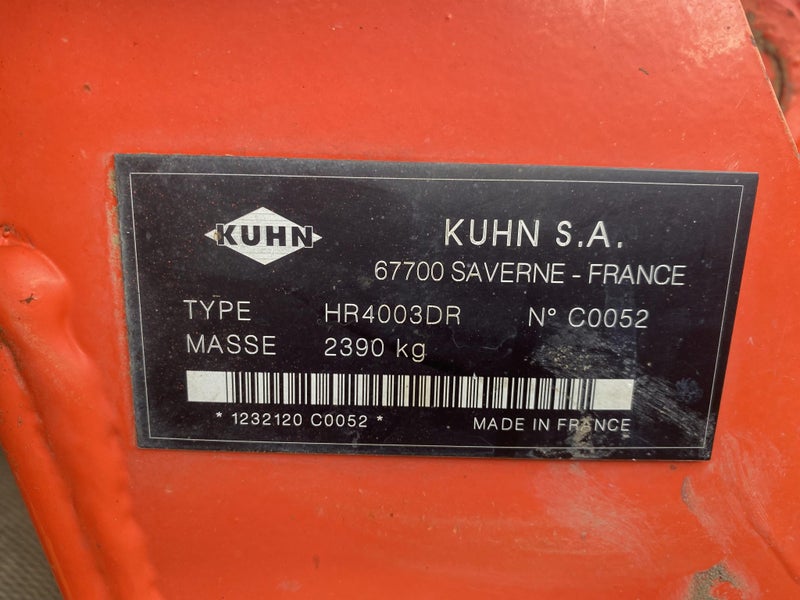 KUHN
KUHN S.A.
67700 SAVERNE - FRANCE
TYPE HR4003DR N° C0052
MASSE 2390 kg
* 1232120 C0052 * MADE IN FRANCE